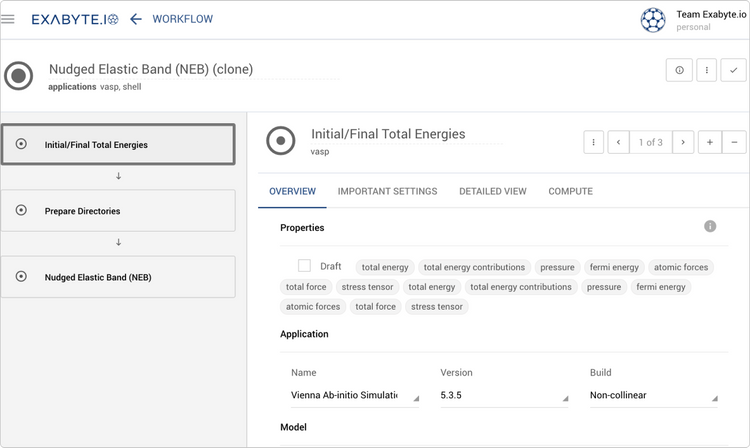 EXABYTE.IO WORKFLOW
Team Exabyte.io
personal
Nudged Elastic Band (NEB) (clone)
applications vasp, shell
Initial/Final Total Energies
Prepare Directories
Nudged Elastic Band (NEB)
Initial/Final Total Energies
vasp
1 of 3
OVERVIEW IMPORTANT SETTINGS DETAILED VIEW COMPUTE
Properties
Draft total energy total energy contributions pressure fermi energy atomic forces
total force stress tensor total energy total energy contributions pressure fermi energy
atomic forces total force stress tensor
Application
Name Version Build
Vienna Ab-initio Simulatic 5.3.5 Non-collinear
Model